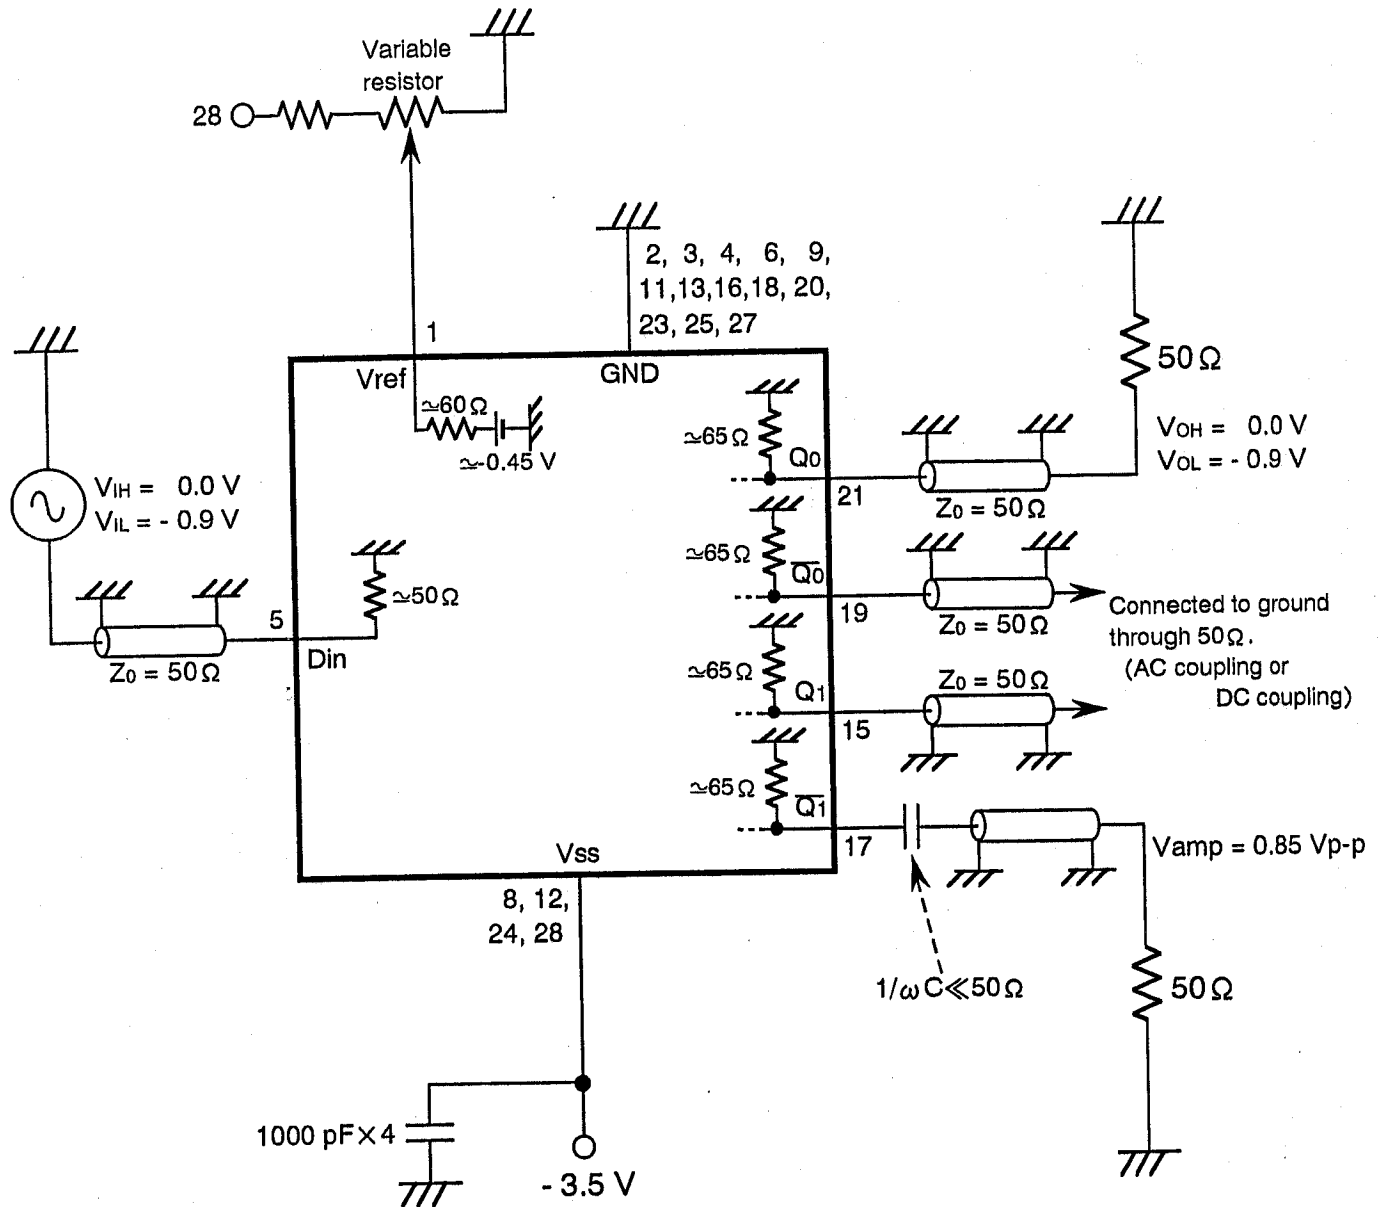 Variable
resistor
28
2, 3, 4, 6, 9,
11,13,16,18, 20,
23, 25, 27
1
Vref
GND
≃60Ω
≃-0.45 V
VIH = 0.0 V
VIL = - 0.9 V
≃50Ω
5
Din
Z0 = 50Ω
≃65Ω
Q0
21
Z0 = 50Ω
50Ω
VOH = 0.0 V
VOL = - 0.9 V
≃65Ω
Q̅0̅
19
Z0 = 50Ω
Connected to ground
through 50Ω.
(AC coupling or
DC coupling)
≃65Ω
Q1
15
Z0 = 50Ω
≃65Ω
Q̅1̅
17
Vamp = 0.85 Vp-p
1/ωC≪50Ω
50Ω
Vss
8, 12,
24, 28
1000 pF×4
- 3.5 V